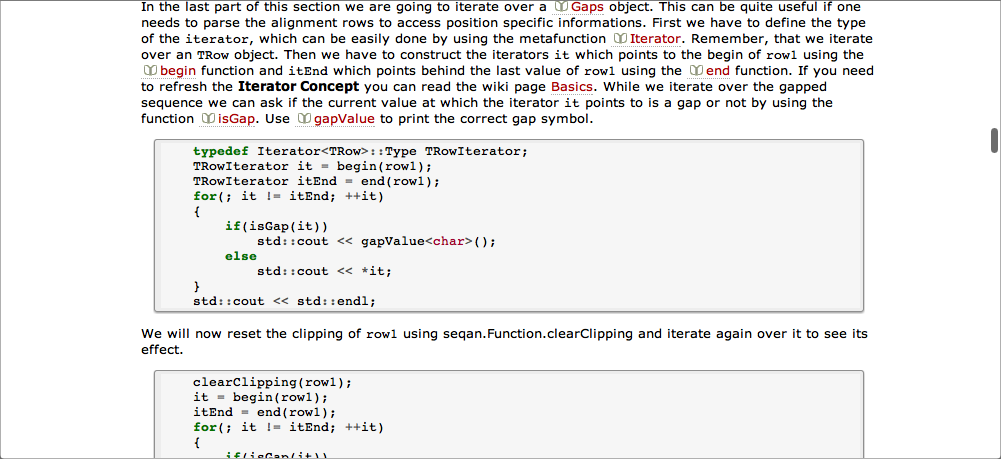 In the last part of this section we are going to iterate over a Gaps object. This can be quite useful if one
needs to parse the alignment rows to access position specific informations. First we have to define the type
of the iterator, which can be easily done by using the metafunction Iterator. Remember, that we iterate
over an TRow object. Then we have to construct the iterators it which points to the begin of row1 using the
begin function and itEnd which points behind the last value of row1 using the end function. If you need
to refresh the Iterator Concept you can read the wiki page Basics. While we iterate over the gapped
sequence we can ask if the current value at which the iterator it points to is a gap or not by using the
function isGap. Use gapValue to print the correct gap symbol.
typedef Iterator<TRow>::Type TRowIterator;
TRowIterator it = begin(row1);
TRowIterator itEnd = end(row1);
for(; it != itEnd; ++it)
{
    if(isGap(it))
        std::cout << gapValue<char>();
    else
        std::cout << *it;
}
std::cout << std::endl;
We will now reset the clipping of row1 using seqan.Function.clearClipping and iterate again over it to see its
effect.
clearClipping(row1);
it = begin(row1);
itEnd = end(row1);
for(; it != itEnd; ++it)
{
    if(isGap(it))